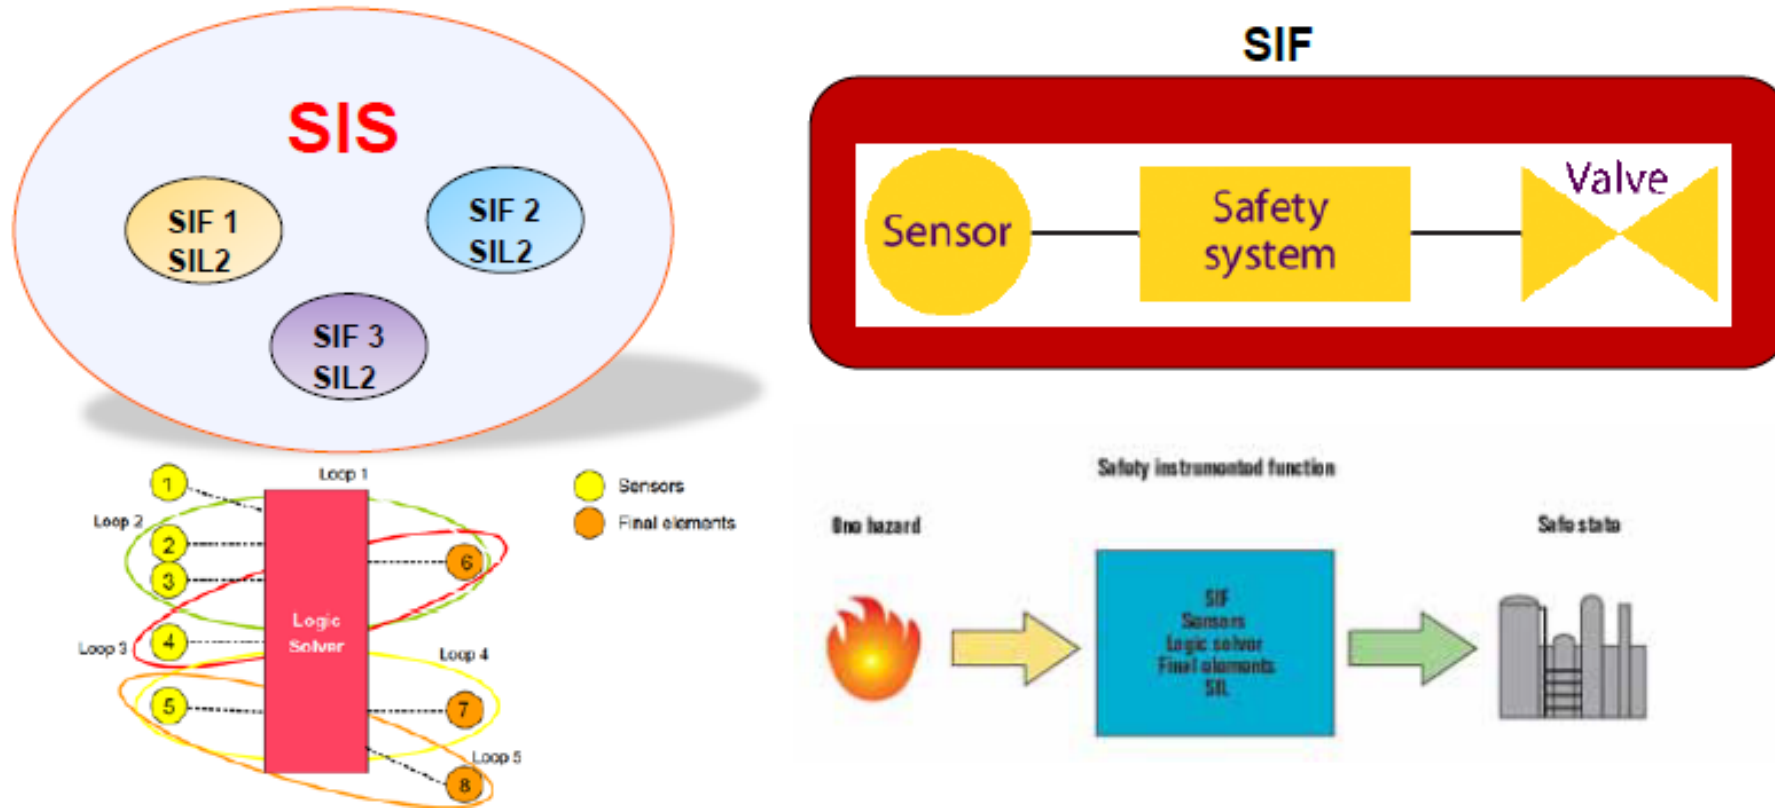 SIS
SIF 1
SIL2
SIF 2
SIL2
SIF 3
SIL2
SIF
Sensor
Safety
system
Valve
Loop 1
1
Loop 2
2
3
Loop 3
4
5
Logic
Solver
6
Loop 4
7
Loop 5
8
Sensors
Final elements
Safety instrumented function
One hazard
SIF
Sensors
Logic solver
Final elements
SIL
Safe state